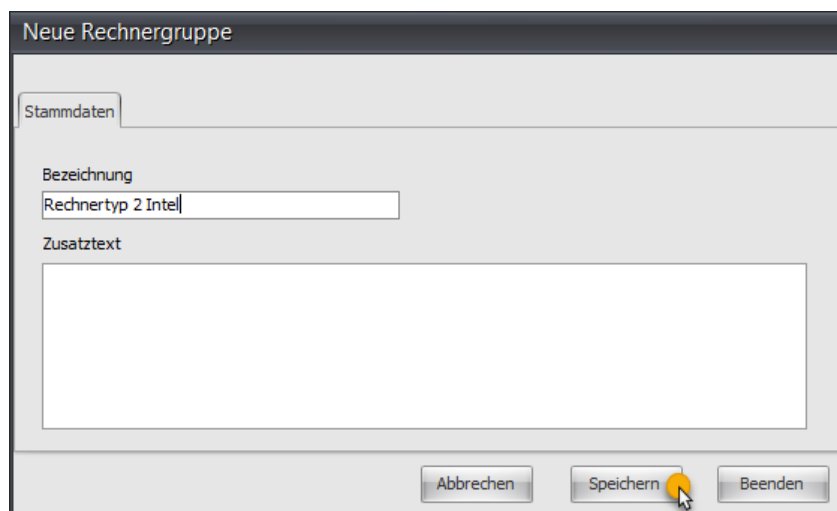 Neue Rechnergruppe
Stammdaten
Bezeichnung
Rechnertyp 2 Intel
Zusatztext
Abbrechen Speichern Beenden